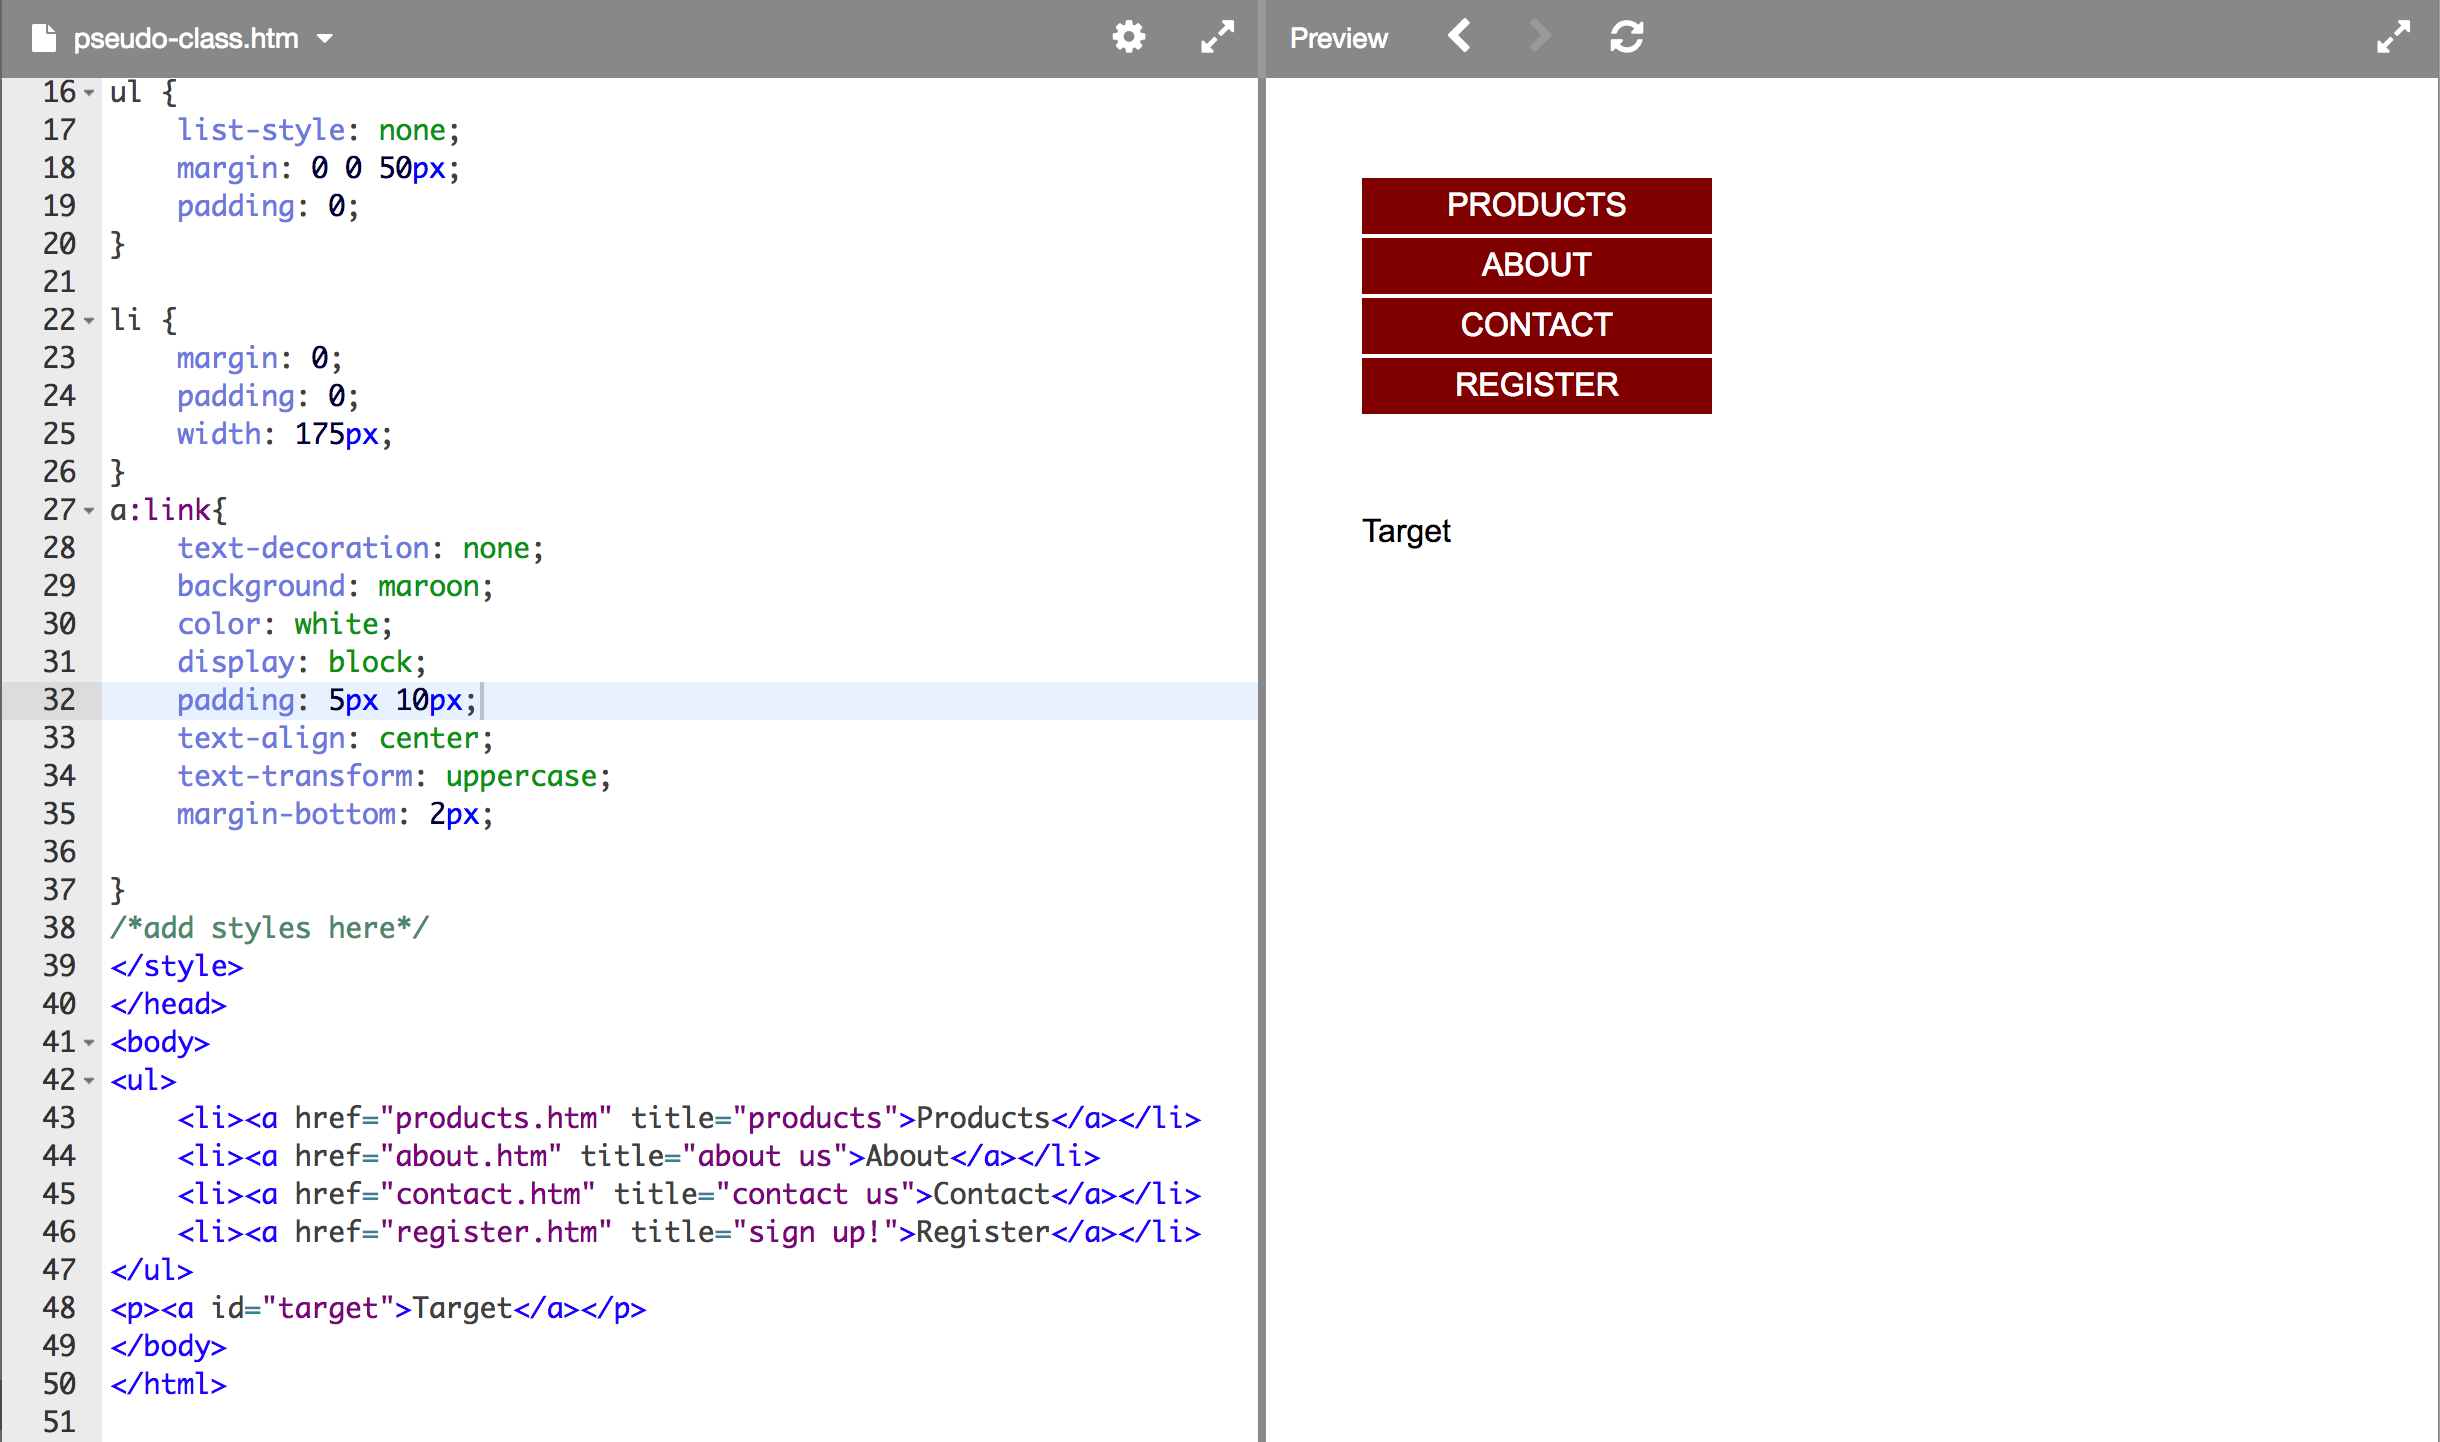 pseudo-class.htm
16 ul {
17     list-style: none;
18     margin: 0 0 50px;
19     padding: 0;
20 }
21
22 li {
23     margin: 0;
24     padding: 0;
25     width: 175px;
26 }
27 a:link{
28     text-decoration: none;
29     background: maroon;
30     color: white;
31     display: block;
32     padding: 5px 10px;
33     text-align: center;
34     text-transform: uppercase;
35     margin-bottom: 2px;
36
37 }
38 /*add styles here*/
39 </style>
40 </head>
41 <body>
42 <ul>
43     <li><a href="products.htm" title="products">Products</a></li>
44     <li><a href="about.htm" title="about us">About</a></li>
45     <li><a href="contact.htm" title="contact us">Contact</a></li>
46     <li><a href="register.htm" title="sign up!">Register</a></li>
47 </ul>
48 <p><a id="target">Target</a></p>
49 </body>
50 </html>
51
Preview
PRODUCTS
ABOUT
CONTACT
REGISTER
Target